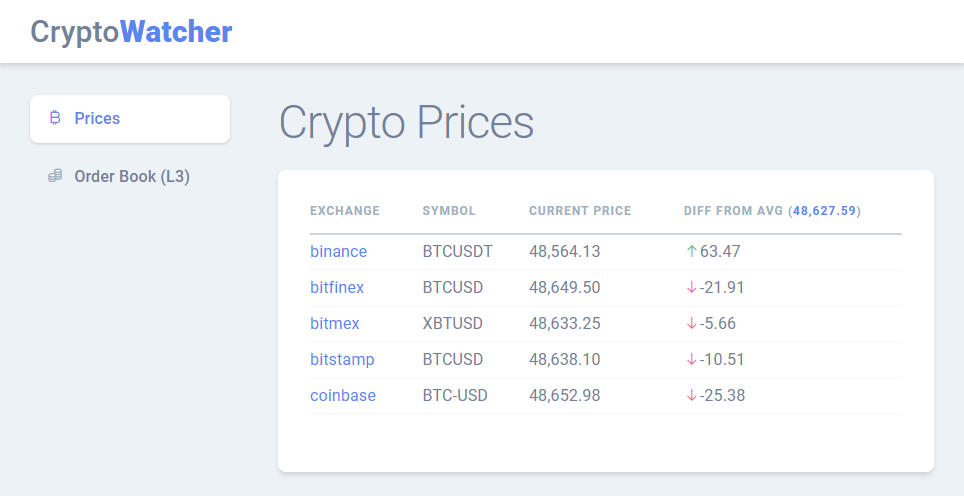 CryptoWatcher
Prices
Order Book (L3)
Crypto Prices
EXCHANGE SYMBOL CURRENT PRICE DIFF FROM AVG (48,627.59)
binance BTCUSDT 48,564.13 ↑63.47
bitfinex BTCUSD 48,649.50 ↓-21.91
bitmex XBTUSD 48,633.25 ↓-5.66
bitstamp BTCUSD 48,638.10 ↓-10.51
coinbase BTC-USD 48,652.98 ↓-25.38